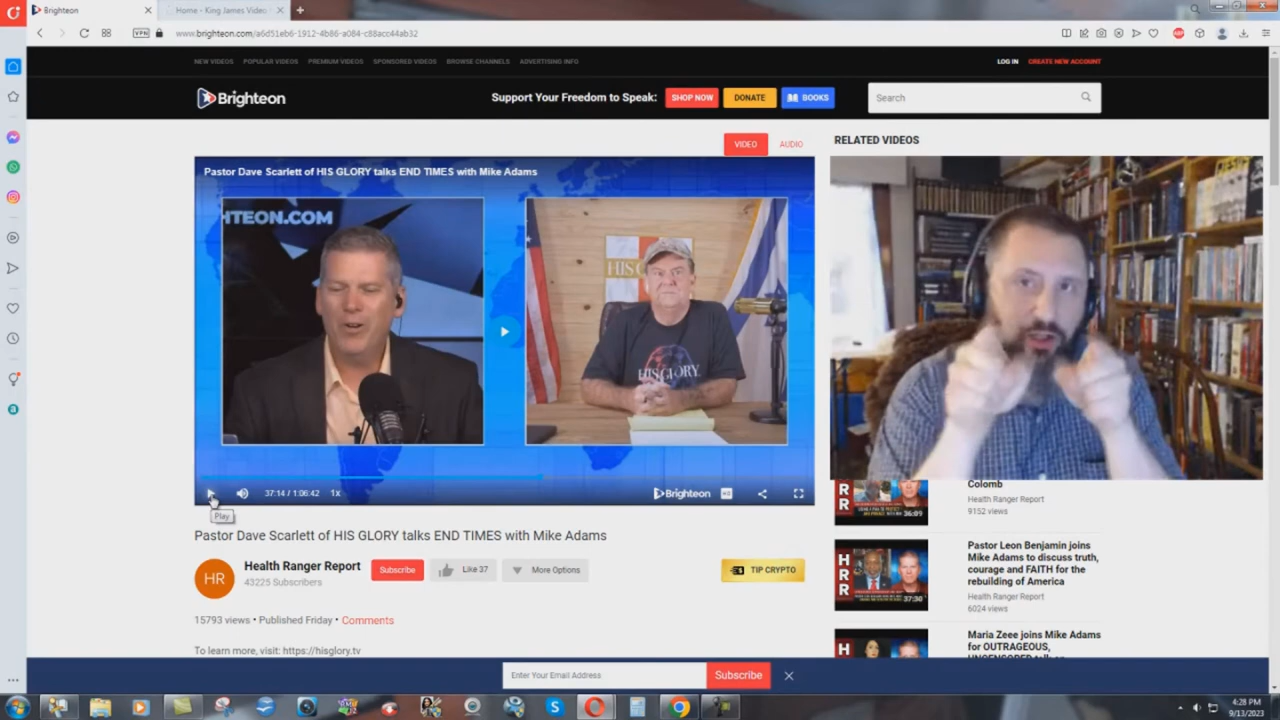 Brighteon
Home - King James Video
VPN
www.brighteon.com/a6d51eb6-1912-4b86-a084-c88acc44ab32
NEW VIDEOS
POPULAR VIDEOS
PREMIUM VIDEOS
SPONSORED VIDEOS
BROWSE CHANNELS
ADVERTISING INFO
LOG IN
CREATE NEW ACCOUNT
Brighteon
Support Your Freedom to Speak:
SHOP NOW
DONATE
BOOKS
Search
VIDEO
AUDIO
RELATED VIDEOS
Pastor Dave Scarlett of HIS GLORY talks END TIMES with Mike Adams
HTEON.COM
HIS G
HIS GLORY
37:14 / 1:06:42
1x
Brighteon
HD
Play
Pastor Dave Scarlett of HIS GLORY talks END TIMES with Mike Adams
HR
Health Ranger Report
43225 Subscribers
Subscribe
Like 37
More Options
TIP CRYPTO
15793 views • Published Friday • Comments
To learn more, visit: https://hisglory.tv
Colomb
Health Ranger Report
9152 views
36:09
Pastor Leon Benjamin joins
Mike Adams to discuss truth,
courage and FAITH for the
rebuilding of America
Health Ranger Report
6024 views
HRR
37:30
Maria Zeee joins Mike Adams
for OUTRAGEOUS,
Enter Your Email Address
Subscribe
4:28 PM
9/13/2023